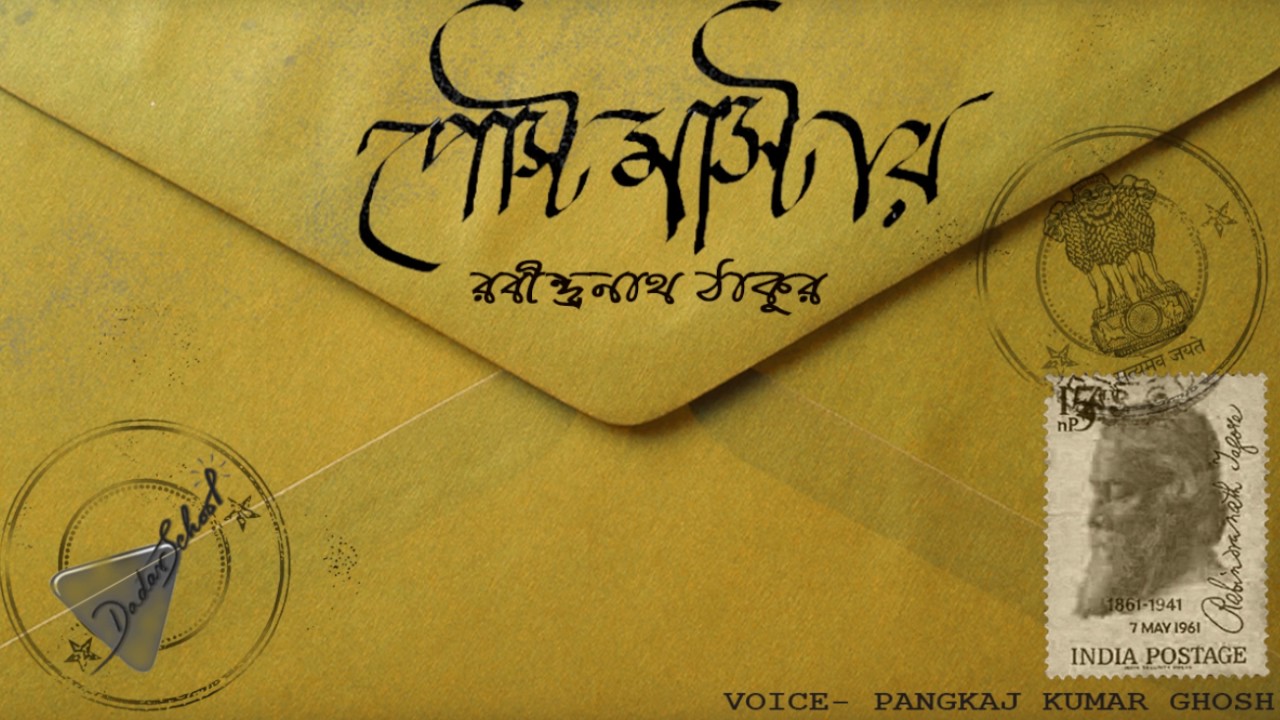 পোস্টমাস্টার
রবীন্দ্রনাথ ঠাকুর
सत्यमेव जयते
15
nP
Rabindranath Tagore
1861-1941
7 MAY 1961
INDIA POSTAGE
Dadar School
VOICE- PANGKAJ KUMAR GHOSH